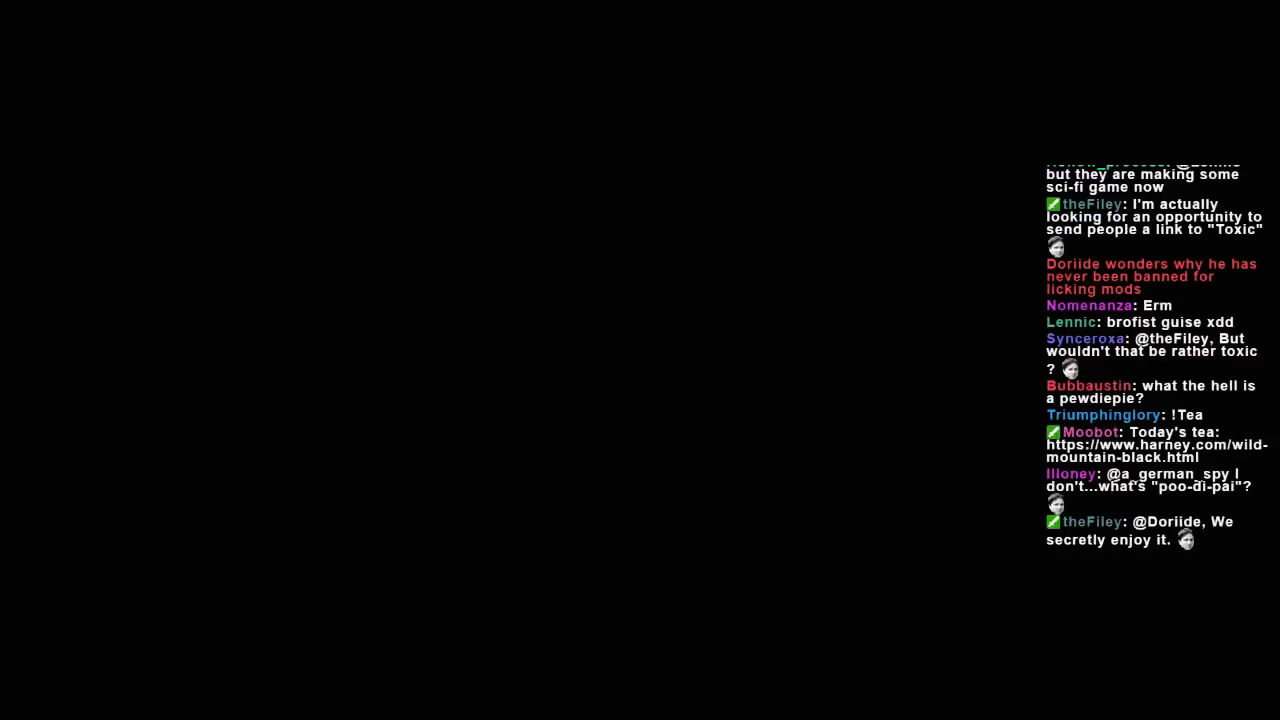 but they are making some
sci-fi game now
theFiley: I'm actually
looking for an opportunity to
send people a link to "Toxic"
Doriide wonders why he has
never been banned for
licking mods
Nomenanza: Erm
Lennic: brofist guise xdd
Synceroxa: @theFiley, But
wouldn't that be rather toxic
?
Bubbaustin: what the hell is
a pewdiepie?
Triumphinglory: !Tea
Moobot: Today's tea:
https://www.harney.com/wild-
mountain-black.html
Illoney: @a_german_spy I
don't...what's "poo-di-pai"?
theFiley: @Doriide, We
secretly enjoy it.